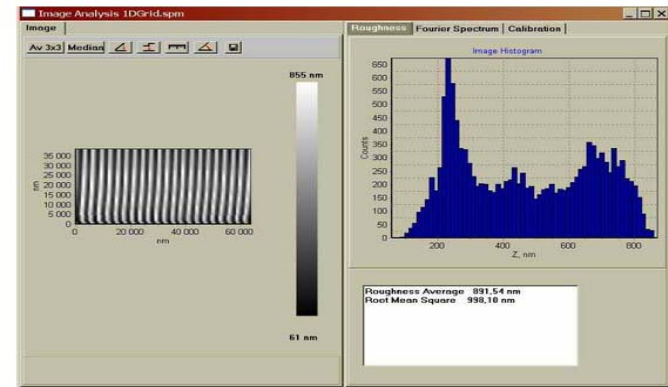 Image Analysis 1DGrid.spm
Image
Av 3x3 Median
855 nm
35 000
30 000
25 000
20 000
15 000
10 000
5 000
0
nm
0 20 000 40 000 60 000
nm
61 nm
Roughness Fourier Spectrum Calibration
Image Histogram
650
600
550
500
450
400
350
300
250
200
150
100
50
0
Counts
200 400 600 800
Z, nm
Roughness Average 891,54 nm
Root Mean Square 998,18 nm